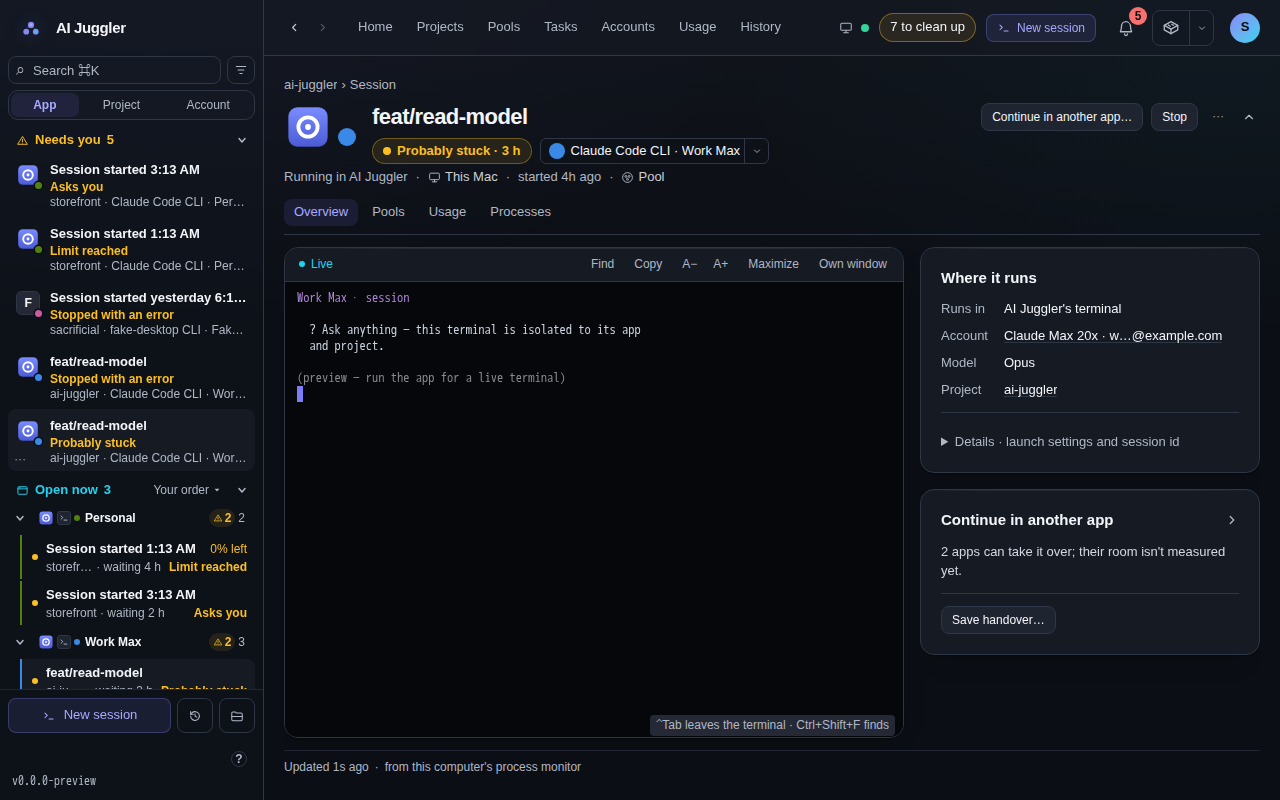 AI Juggler
Search ⌘K
App Project Account
Needs you 5
Session started 3:13 AM
Asks you
storefront · Claude Code CLI · Per…
Session started 1:13 AM
Limit reached
storefront · Claude Code CLI · Per…
F
Session started yesterday 6:1…
Stopped with an error
sacrificial · fake-desktop CLI · Fak…
feat/read-model
Stopped with an error
ai-juggler · Claude Code CLI · Wor…
feat/read-model
Probably stuck
ai-juggler · Claude Code CLI · Wor…
Open now 3 Your order
Personal 2 2
Session started 1:13 AM 0% left
storefr… · waiting 4 h Limit reached
Session started 3:13 AM
storefront · waiting 2 h Asks you
Work Max 2 3
feat/read-model
New session
?
v0.0.0-preview
Home Projects Pools Tasks Accounts Usage History
7 to clean up
New session
5
S
ai-juggler › Session
feat/read-model
Continue in another app… Stop ⋯
Probably stuck · 3 h
Claude Code CLI · Work Max
Running in AI Juggler · This Mac · started 4h ago · Pool
Overview Pools Usage Processes
Live Find Copy A− A+ Maximize Own window
Work Max · session
? Ask anything — this terminal is isolated to its app
and project.
(preview — run the app for a live terminal)
^Tab leaves the terminal · Ctrl+Shift+F finds
Where it runs
Runs in AI Juggler's terminal
Account Claude Max 20x · w…@example.com
Model Opus
Project ai-juggler
Details · launch settings and session id
Continue in another app
2 apps can take it over; their room isn't measured
yet.
Save handover…
Updated 1s ago · from this computer's process monitor